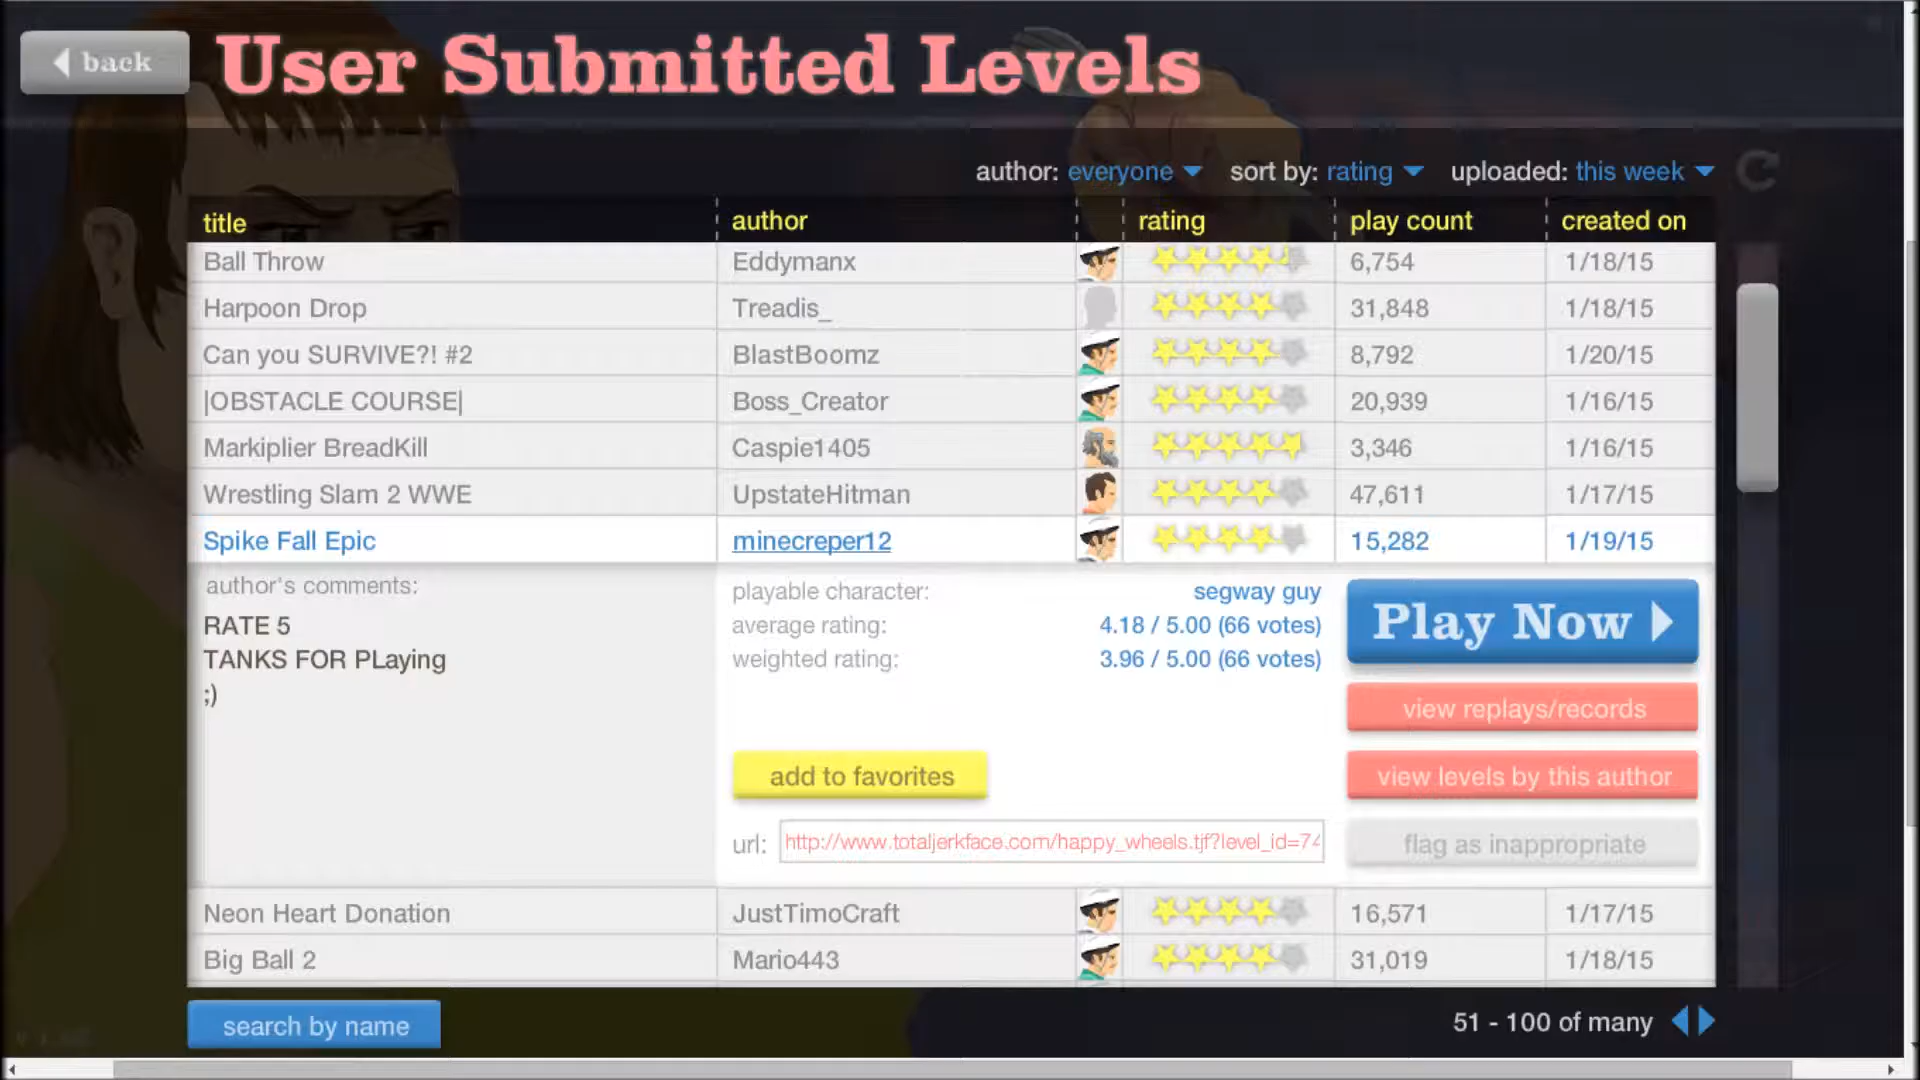 back
User Submitted Levels
author: everyone sort by: rating uploaded: this week
title author rating play count created on
Ball Throw Eddymanx 6,754 1/18/15
Harpoon Drop Treadis_ 31,848 1/18/15
Can you SURVIVE?! #2 BlastBoomz 8,792 1/20/15
|OBSTACLE COURSE| Boss_Creator 20,939 1/16/15
Markiplier BreadKill Caspie1405 3,346 1/16/15
Wrestling Slam 2 WWE UpstateHitman 47,611 1/17/15
Spike Fall Epic minecreper12 15,282 1/19/15
author's comments:
RATE 5
TANKS FOR PLaying
;)
playable character: segway guy
average rating: 4.18 / 5.00 (66 votes)
weighted rating: 3.96 / 5.00 (66 votes)
add to favorites
url: http://www.totaljerkface.com/happy_wheels.tjf?level_id=74
Play Now
view replays/records
view levels by this author
flag as inappropriate
Neon Heart Donation JustTimoCraft 16,571 1/17/15
Big Ball 2 Mario443 31,019 1/18/15
search by name
51 - 100 of many